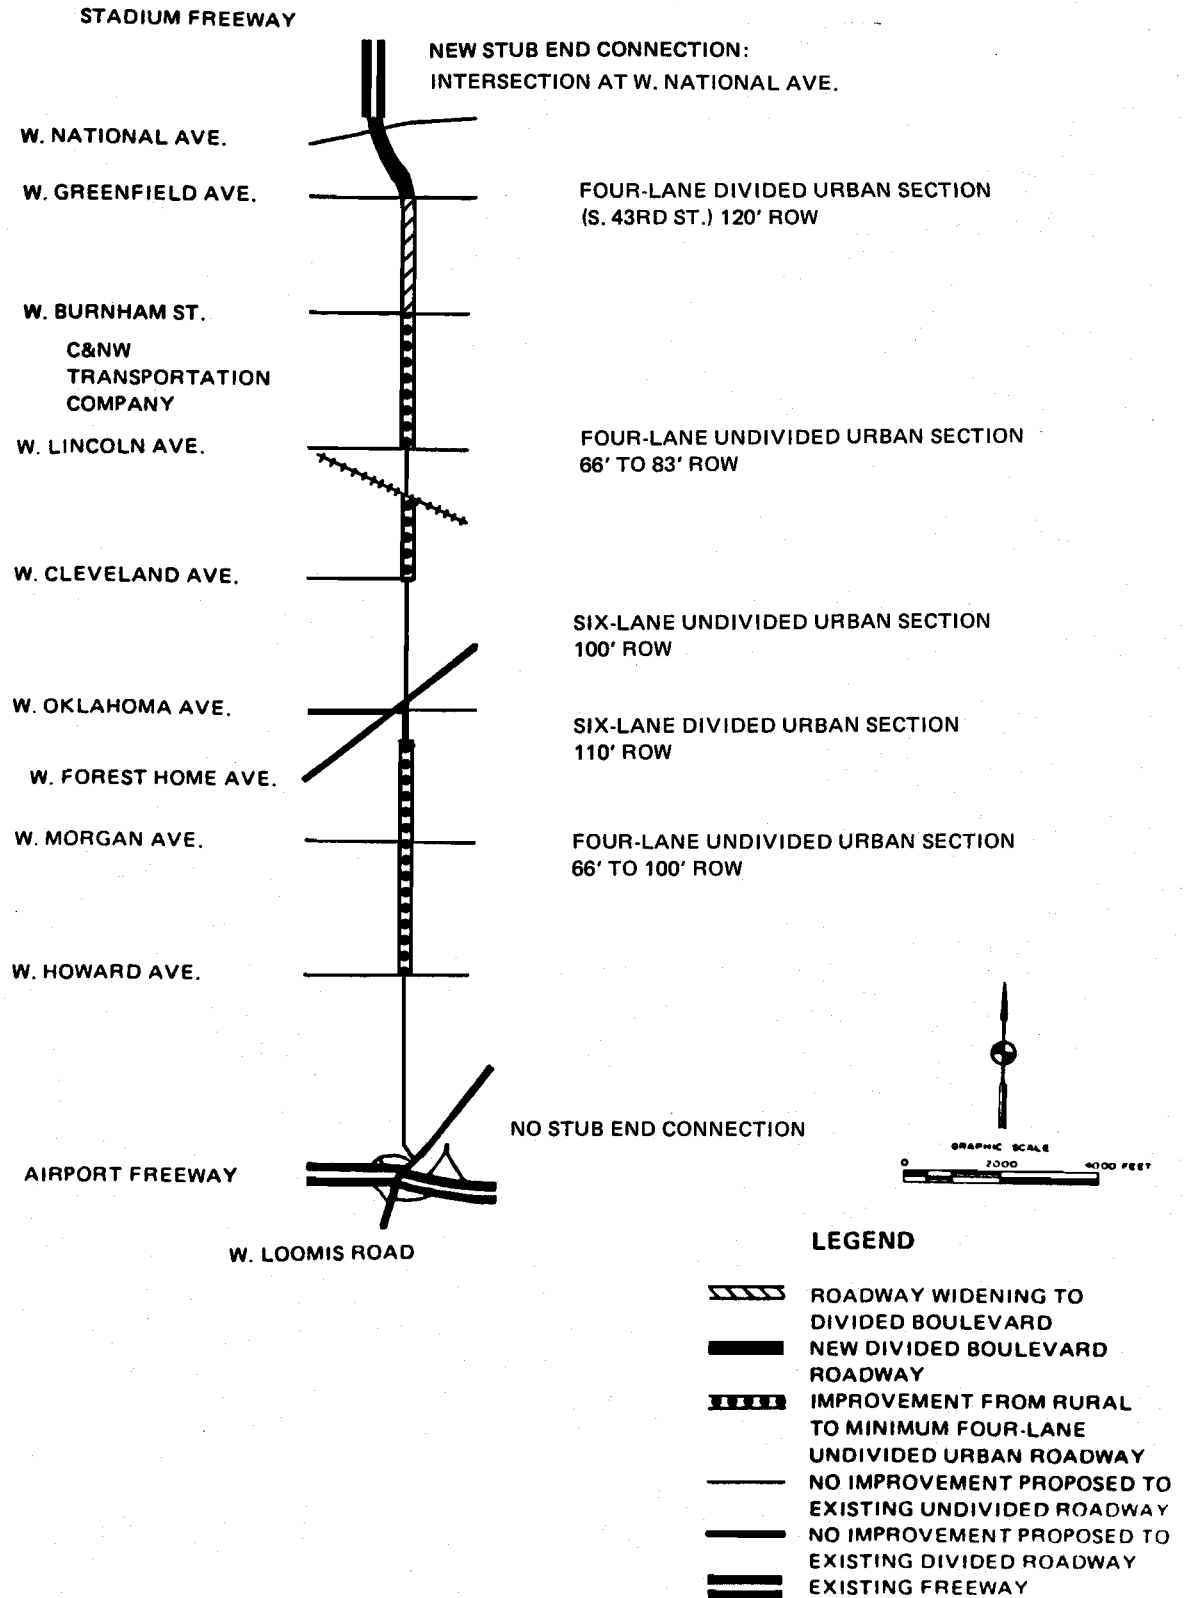 STADIUM FREEWAY
NEW STUB END CONNECTION:
INTERSECTION AT W. NATIONAL AVE.
W. NATIONAL AVE.
W. GREENFIELD AVE.
FOUR-LANE DIVIDED URBAN SECTION
(S. 43RD ST.) 120' ROW
W. BURNHAM ST.
C&NW
TRANSPORTATION
COMPANY
W. LINCOLN AVE.
FOUR-LANE UNDIVIDED URBAN SECTION
66' TO 83' ROW
W. CLEVELAND AVE.
SIX-LANE UNDIVIDED URBAN SECTION
100' ROW
W. OKLAHOMA AVE.
SIX-LANE DIVIDED URBAN SECTION
110' ROW
W. FOREST HOME AVE.
W. MORGAN AVE.
FOUR-LANE UNDIVIDED URBAN SECTION
66' TO 100' ROW
W. HOWARD AVE.
NO STUB END CONNECTION
AIRPORT FREEWAY
W. LOOMIS ROAD
GRAPHIC SCALE
0 2000 4000 FEET
LEGEND
ROADWAY WIDENING TO
DIVIDED BOULEVARD
NEW DIVIDED BOULEVARD
ROADWAY
IMPROVEMENT FROM RURAL
TO MINIMUM FOUR-LANE
UNDIVIDED URBAN ROADWAY
NO IMPROVEMENT PROPOSED TO
EXISTING UNDIVIDED ROADWAY
NO IMPROVEMENT PROPOSED TO
EXISTING DIVIDED ROADWAY
EXISTING FREEWAY